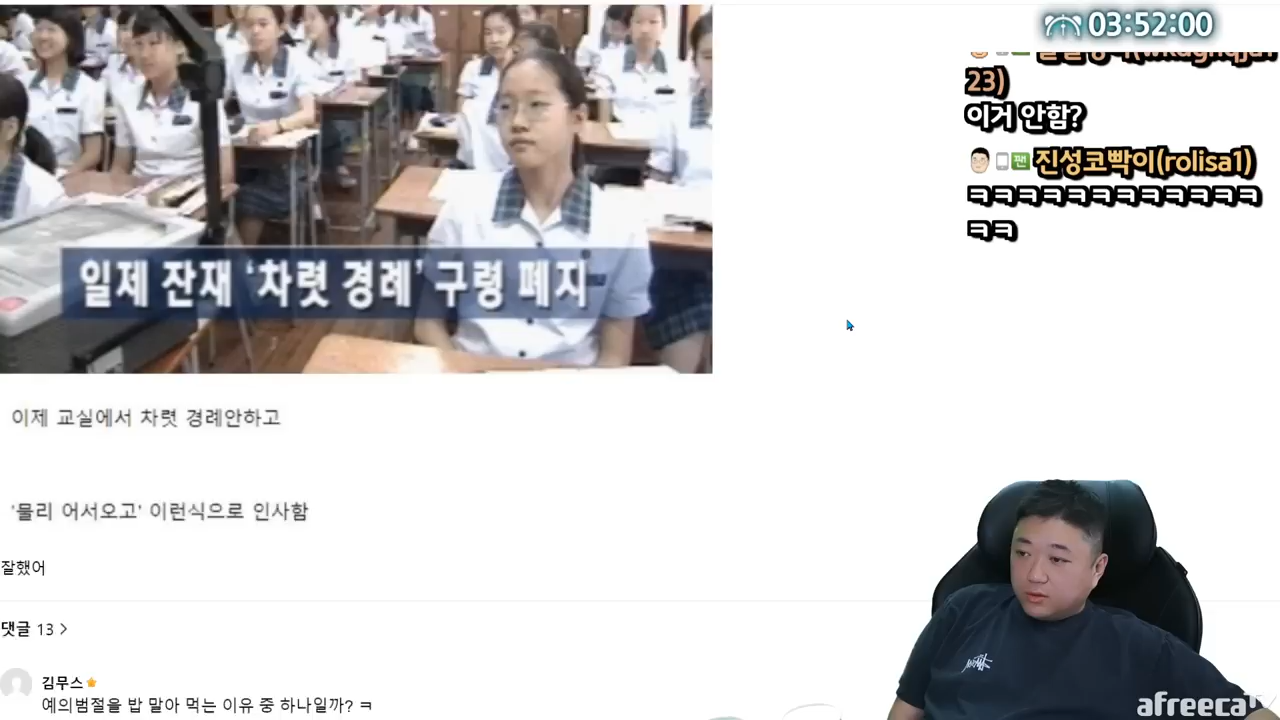 03:52:00
23)
이거 안함?
팬 진성코빡이(rolisa1)
ㅋㅋㅋㅋㅋㅋㅋㅋㅋㅋㅋㅋ
ㅋㅋ
일제 잔재 '차렷 경례' 구령 폐지
이제 교실에서 차렷 경례안하고
'물리 어서오고' 이런식으로 인사함
잘했어
댓글 13 >
김무스
예의범절을 밥 말아 먹는 이유 중 하나일까? ㅋ
afreecaTV